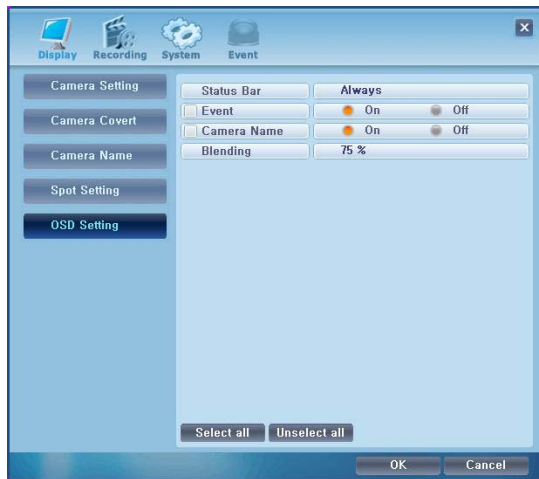 Display Recording System Event
Camera Setting
Camera Covert
Camera Name
Spot Setting
OSD Setting
Status Bar Always
Event On Off
Camera Name On Off
Blending 75 %
Select all Unselect all
OK Cancel